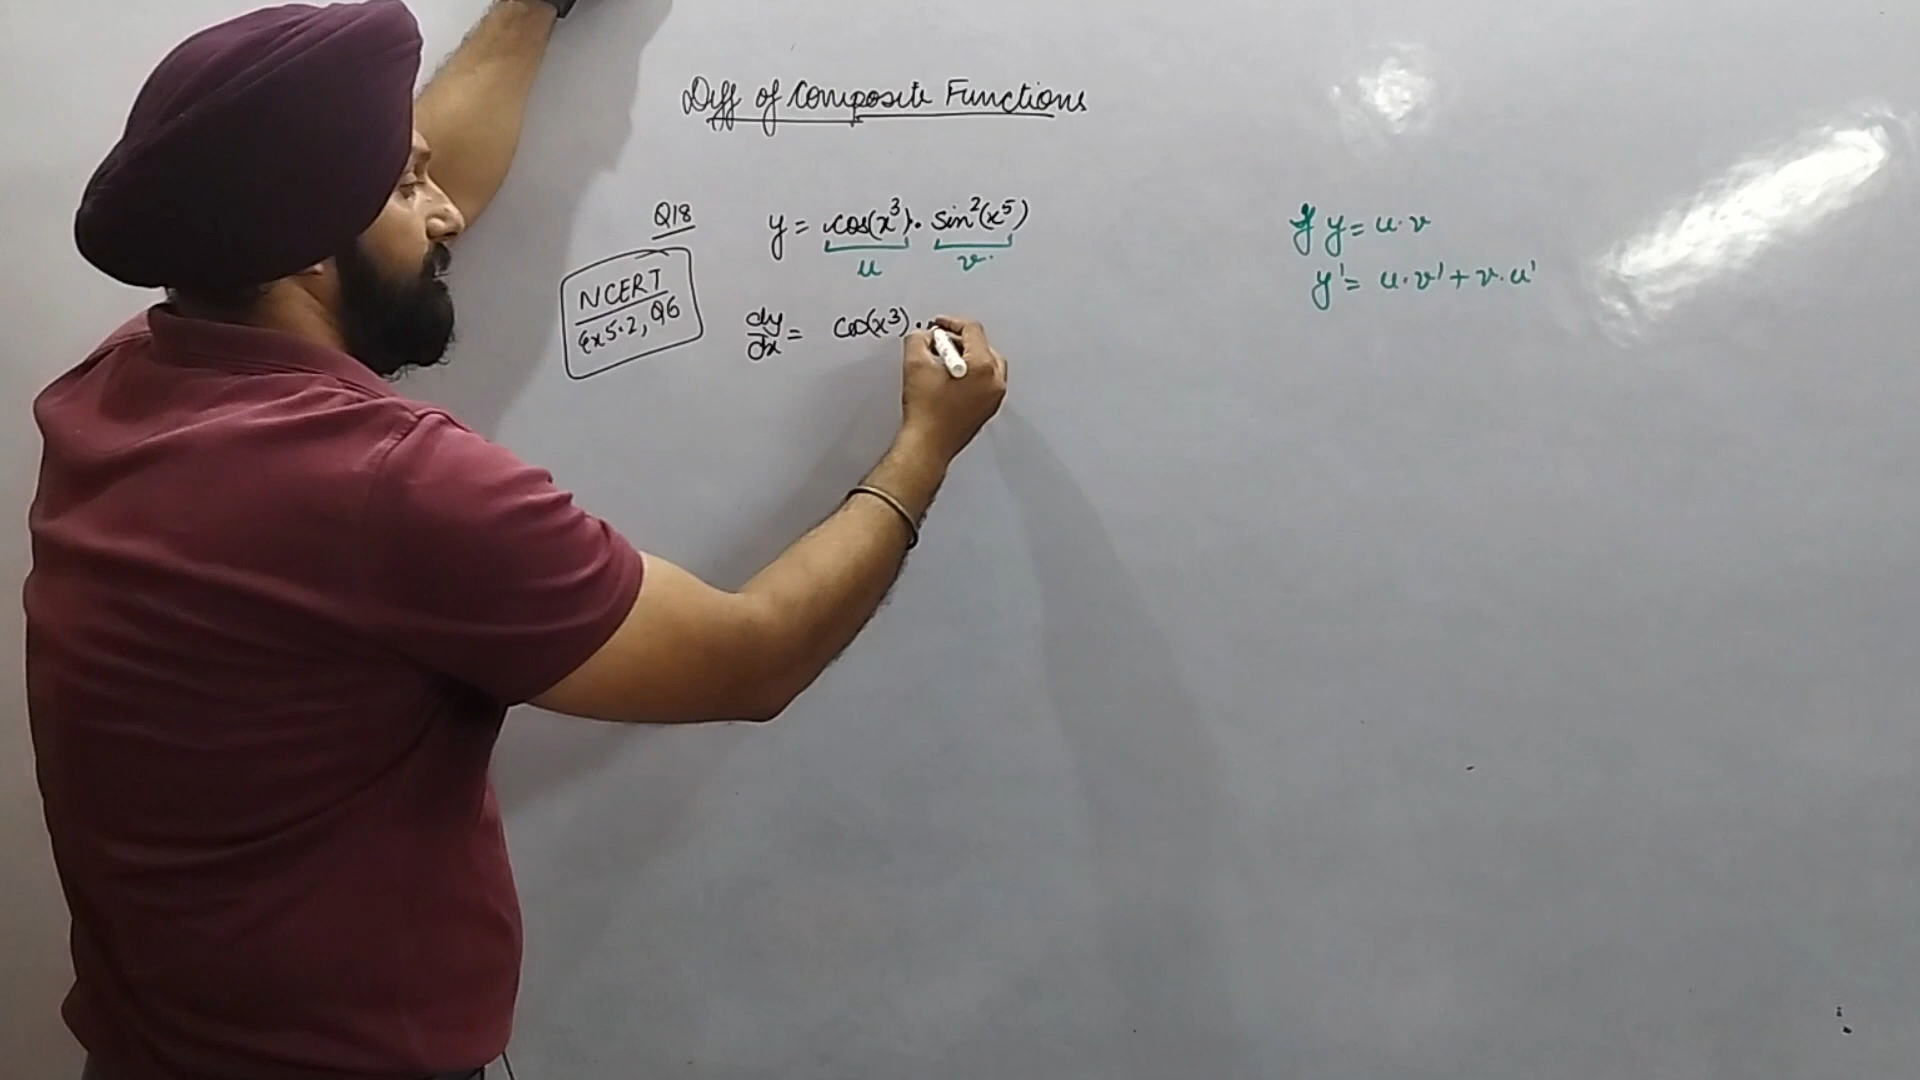 Diff of Composite Functions
Q18 y = cos(x³). sin²(x⁵)
u v.
NCERT
Ex 5.2, Q6
dy/dx = cos(x³).
If y = u.v
y' = u.v' + v.u'